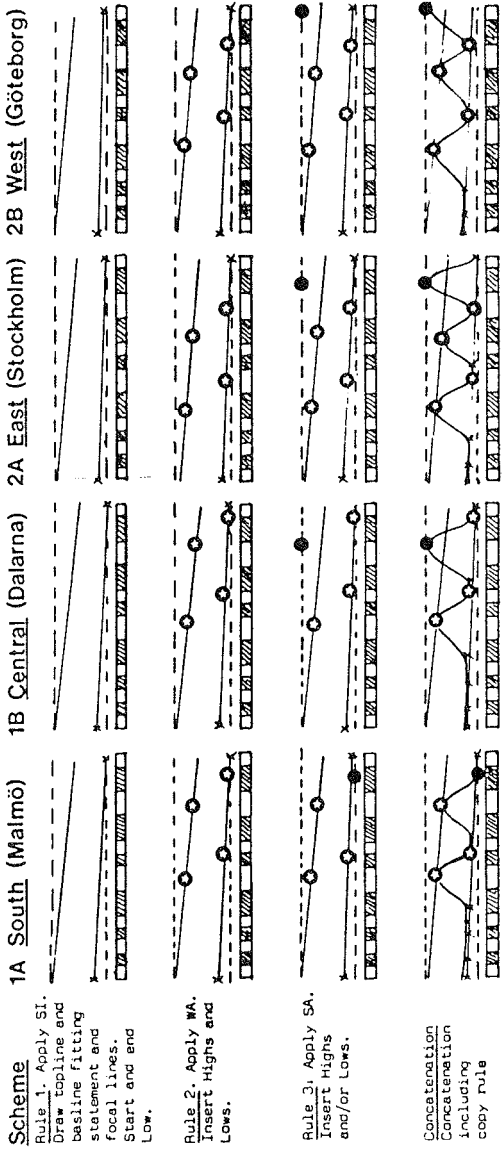 Scheme
1A South (Malmö)
1B Central (Dalarna)
2A East (Stockholm)
2B West (Göteborg)
Rule 1. Apply SI.
Draw topline and
basline fitting
statement and
focal lines.
Start and end
Low.
Rule 2. Apply WA.
Insert Highs and
Lows.
Rule 3. Apply SA.
Insert Highs
and/or Lows.
Concatenation
Concatenation
including
copy rule